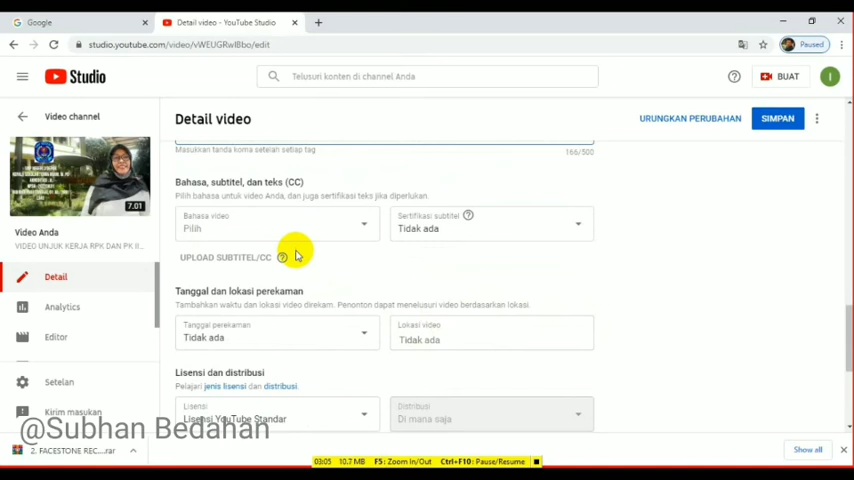 Google
Detail video - YouTube Studio
studio.youtube.com/video/vWEUGRwIBbo/edit
Paused
Studio
Telusuri konten di channel Anda
BUAT
I
Video channel
Detail video
URUNGKAN PERUBAHAN
SIMPAN
Masukkan tanda koma setelah setiap tag
166/500
7.01
Bahasa, subtitel, dan teks (CC)
Pilih bahasa untuk video Anda, dan juga sertifikasi teks jika diperlukan.
Bahasa video
Pilih
Sertifikasi subtitel
Tidak ada
Video Anda
VIDEO UNJUK KERJA RPK DAN PK II...
UPLOAD SUBTITEL/CC
Detail
Analytics
Editor
Setelan
Kirim masukan
Tanggal dan lokasi perekaman
Tambahkan waktu dan lokasi video direkam. Penonton dapat menelusuri video berdasarkan lokasi.
Tanggal perekaman
Tidak ada
Lokasi video
Tidak ada
Lisensi dan distribusi
Pelajari jenis lisensi dan distribusi.
Lisensi
Lisensi YouTube Standar
Distribusi
Di mana saja
@Subhan Bedahan
2. FACESTONE REC....rar
Show all
03:05 10.7 MB F5: Zoom In/Out Ctrl+F10: Pause/Resume